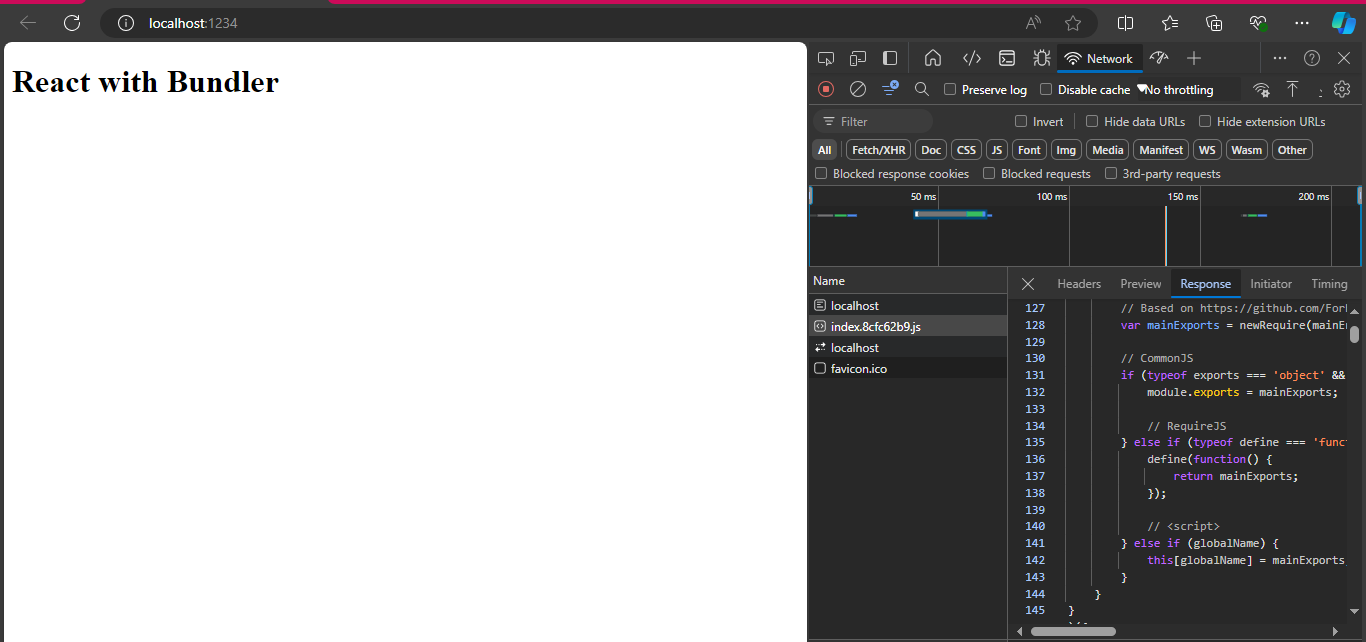 localhost:1234
React with Bundler
Network
Preserve log
Disable cache
No throttling
Filter
Invert
Hide data URLs
Hide extension URLs
All
Fetch/XHR
Doc
CSS
JS
Font
Img
Media
Manifest
WS
Wasm
Other
Blocked response cookies
Blocked requests
3rd-party requests
50 ms
100 ms
150 ms
200 ms
Name
localhost
index.8cfc62b9.js
localhost
favicon.ico
Headers
Preview
Response
Initiator
Timing
127 // Based on https://github.com/For
128 var mainExports = newRequire(mainE
129
130 // CommonJS
131 if (typeof exports === 'object' &&
132 module.exports = mainExports;
133
134 // RequireJS
135 } else if (typeof define === 'func
136 define(function() {
137 return mainExports;
138 });
139
140 // <script>
141 } else if (globalName) {
142 this[globalName] = mainExports
143 }
144 }
145 }